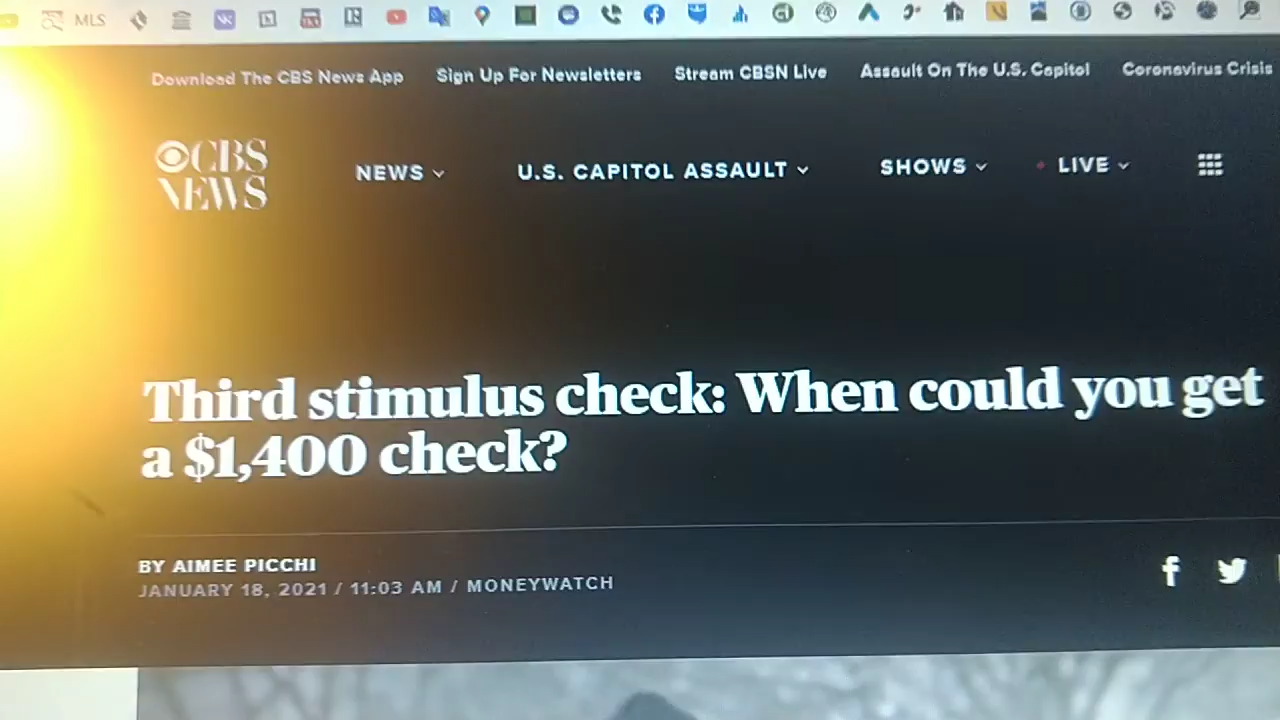 MLS
Download The CBS News App Sign Up For Newsletters Stream CBSN Live Assault On The U.S. Capitol Coronavirus Crisis
CBS NEWS
NEWS U.S. CAPITOL ASSAULT SHOWS LIVE
Third stimulus check: When could you get
a $1,400 check?
BY AIMEE PICCHI
JANUARY 18, 2021 / 11:03 AM / MONEYWATCH